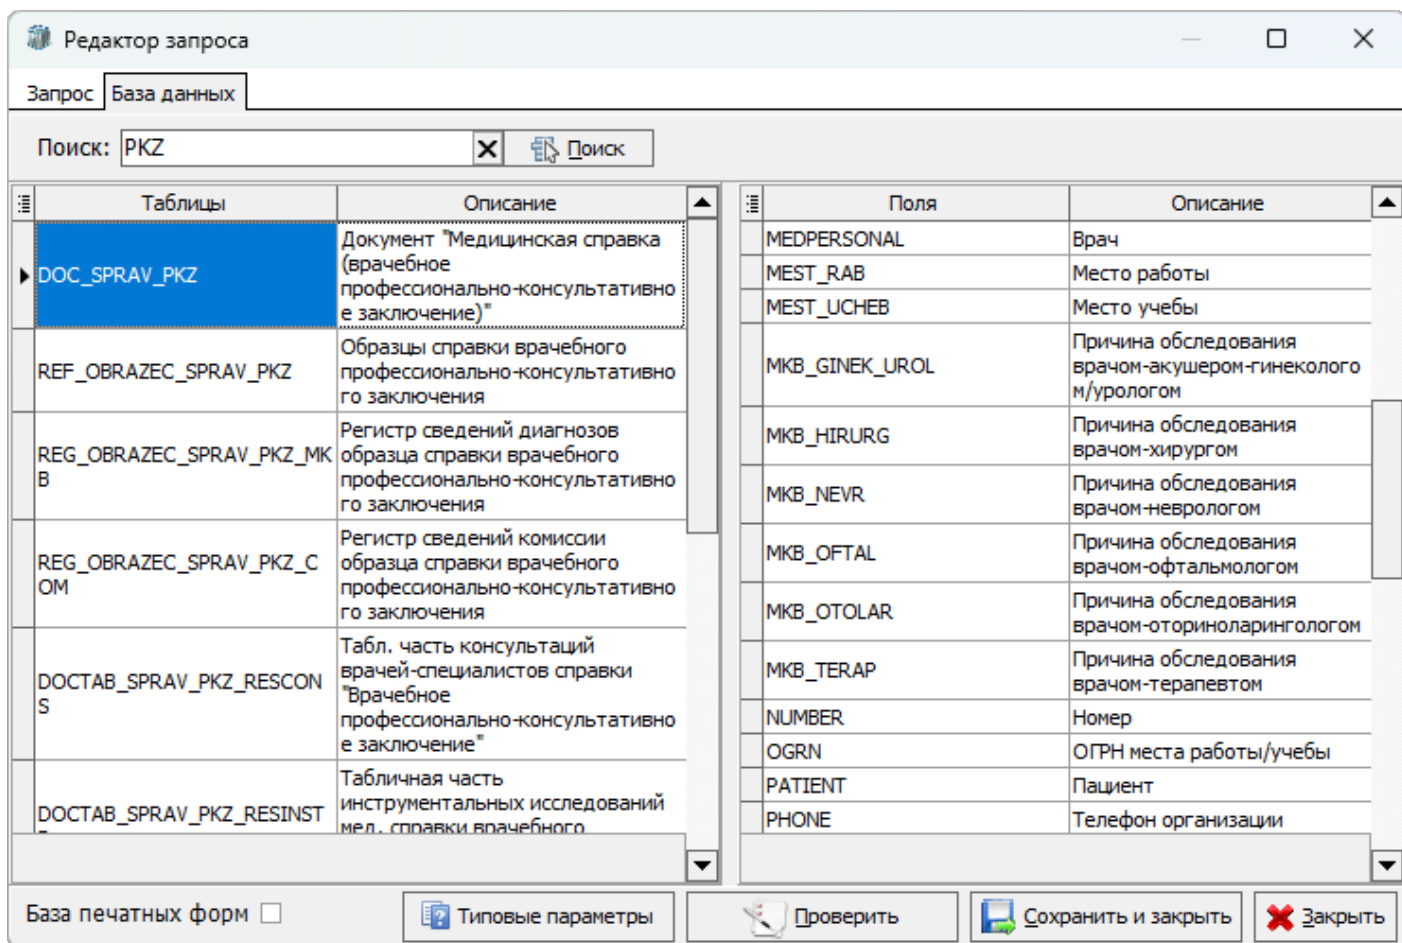 Редактор запроса
Запрос
База данных
Поиск:
PKZ
Поиск
Таблицы
Описание
DOC_SPRAV_PKZ
Документ "Медицинская справка
(врачебное
профессионально-консультативно
е заключение)"
REF_OBRAZEC_SPRAV_PKZ
Образцы справки врачебного
профессионально-консультативно
го заключения
REG_OBRAZEC_SPRAV_PKZ_MK
B
Регистр сведений диагнозов
образца справки врачебного
профессионально-консультативно
го заключения
REG_OBRAZEC_SPRAV_PKZ_C
OM
Регистр сведений комиссии
образца справки врачебного
профессионально-консультативно
го заключения
DOCTAB_SPRAV_PKZ_RESCON
S
Табл. часть консультаций
врачей-специалистов справки
"Врачебное
профессионально-консультативно
е заключение"
DOCTAB_SPRAV_PKZ_RESINST
Табличная часть
инструментальных исследований
мед. справки врачебного
Поля
Описание
MEDPERSONAL
Врач
MEST_RAB
Место работы
MEST_UCHEB
Место учебы
MKB_GINEK_UROL
Причина обследования
врачом-акушером-гинеколого
м/урологом
MKB_HIRURG
Причина обследования
врачом-хирургом
MKB_NEVR
Причина обследования
врачом-неврологом
MKB_OFTAL
Причина обследования
врачом-офтальмологом
MKB_OTOLAR
Причина обследования
врачом-оториноларингологом
MKB_TERAP
Причина обследования
врачом-терапевтом
NUMBER
Номер
OGRN
ОГРН места работы/учебы
PATIENT
Пациент
PHONE
Телефон организации
База печатных форм
Типовые параметры
Проверить
Сохранить и закрыть
Закрыть